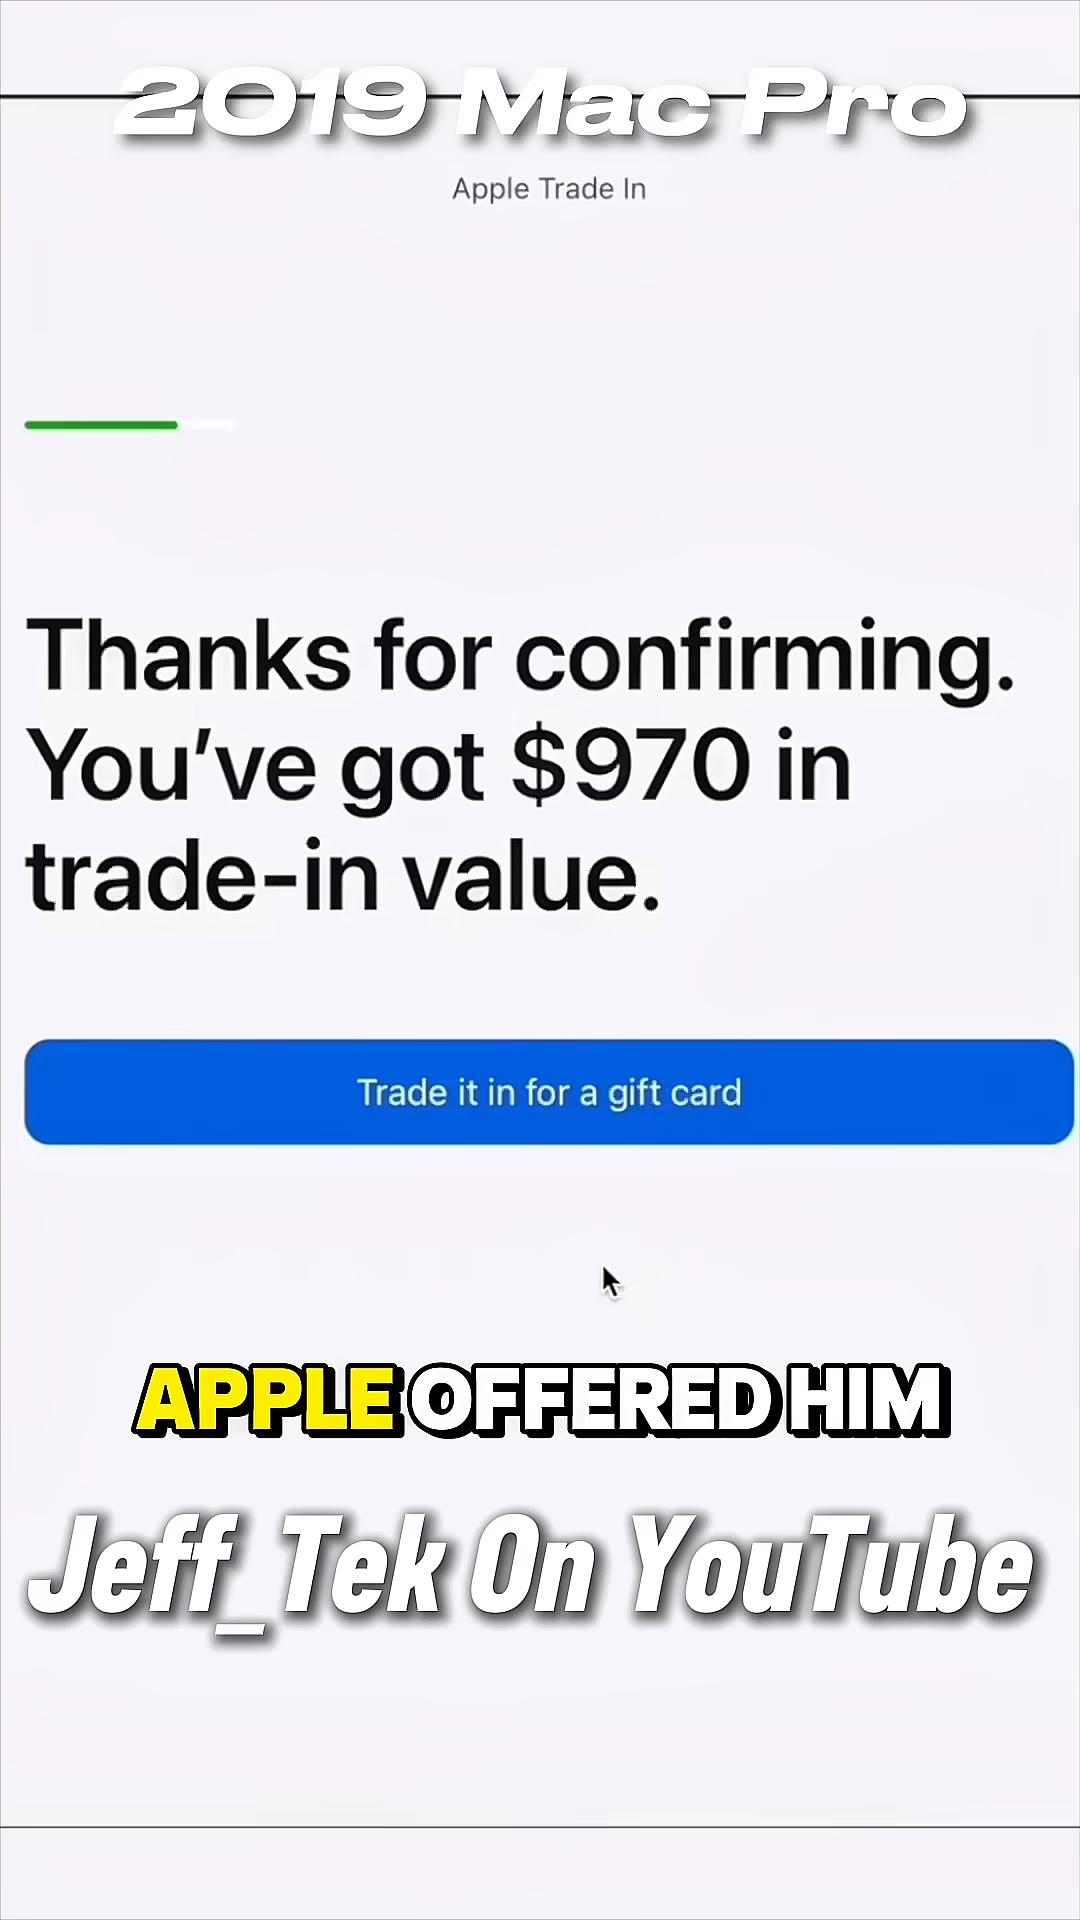 2019 Mac Pro
Apple Trade In
Thanks for confirming.
You’ve got $970 in
trade-in value.
Trade it in for a gift card
APPLE OFFERED HIM
Jeff_Tek On YouTube